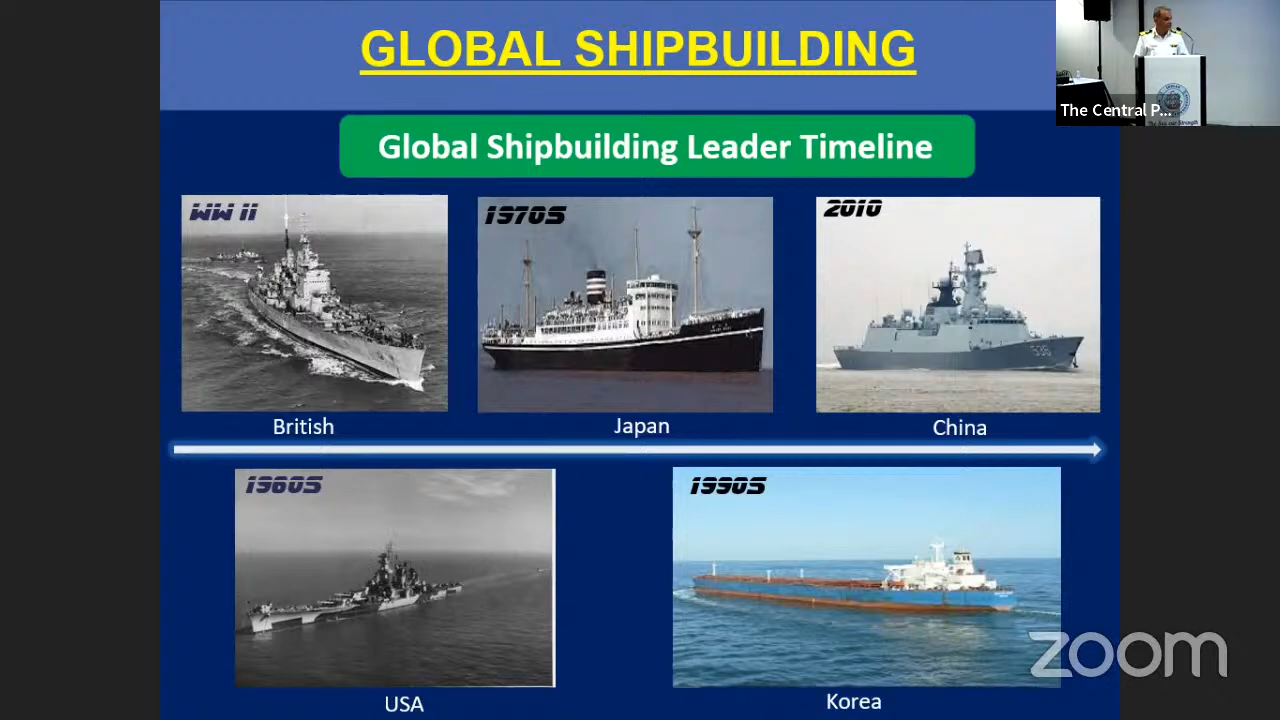 GLOBAL SHIPBUILDING
The Central P...
Global Shipbuilding Leader Timeline
WW II
1970S
2010
British
Japan
China
1960S
1990S
USA
Korea
zoom